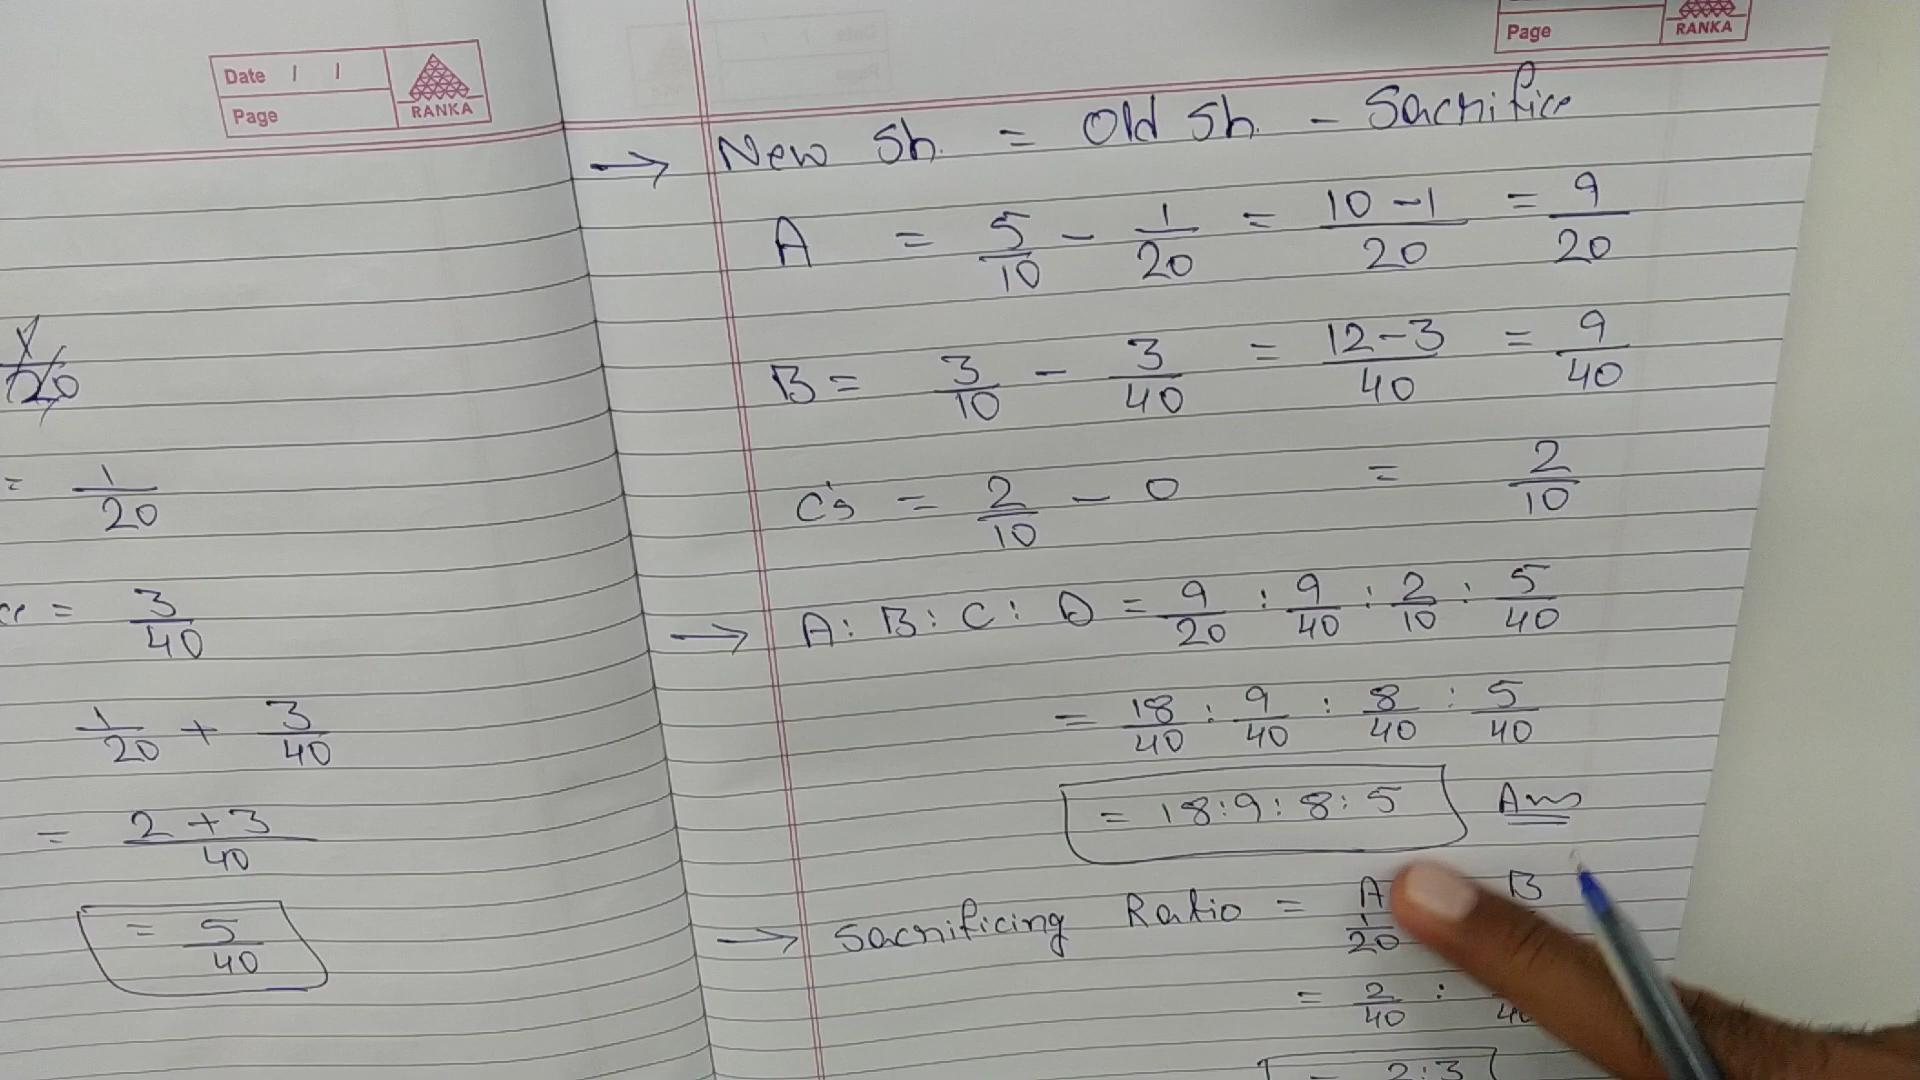 Date / /
Page
RANKA
= 1/20
= 3/40
1/20 + 3/40
= 2+3/40
= 5/40
Page
RANKA
→ New Sh. = Old Sh. - Sacrifice
A = 5/10 - 1/20 = 10-1/20 = 9/20
B = 3/10 - 3/40 = 12-3/40 = 9/40
C's = 2/10 - 0 = 2/10
→ A : B : C : D = 9/20 : 9/40 : 2/10 : 5/40
= 18/40 : 9/40 : 8/40 : 5/40
= 18:9:8:5 Ans
→ Sacrificing Ratio = A B
1/20
= 2/40 :
= 2:3